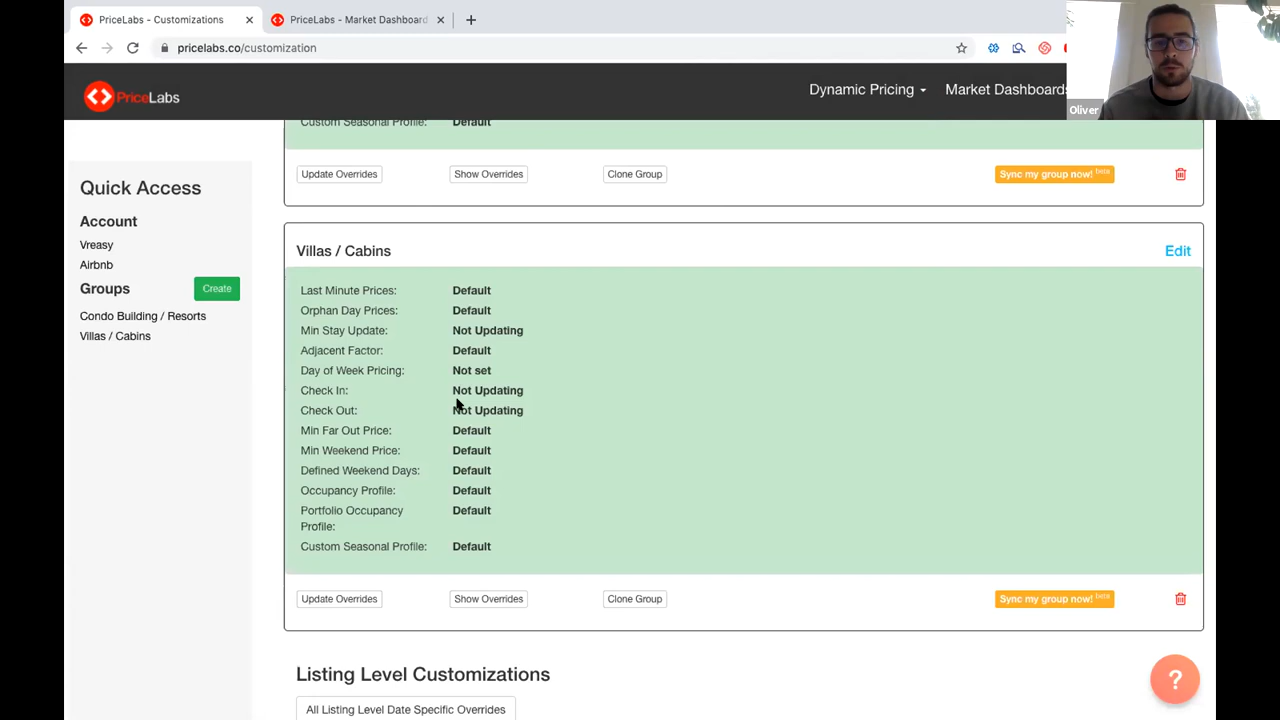 PriceLabs - Customizations
PriceLabs - Market Dashboard
pricelabs.co/customization
PriceLabs
Dynamic Pricing
Market Dashboards
Oliver
Quick Access
Account
Vreasy
Airbnb
Groups
Create
Condo Building / Resorts
Villas / Cabins
Custom Seasonal Profile: Default
Update Overrides Show Overrides Clone Group Sync my group now! beta
Villas / Cabins Edit
Last Minute Prices: Default
Orphan Day Prices: Default
Min Stay Update: Not Updating
Adjacent Factor: Default
Day of Week Pricing: Not set
Check In: Not Updating
Check Out: Not Updating
Min Far Out Price: Default
Min Weekend Price: Default
Defined Weekend Days: Default
Occupancy Profile: Default
Portfolio Occupancy Default
Profile:
Custom Seasonal Profile: Default
Update Overrides Show Overrides Clone Group Sync my group now! beta
Listing Level Customizations
All Listing Level Date Specific Overrides
?